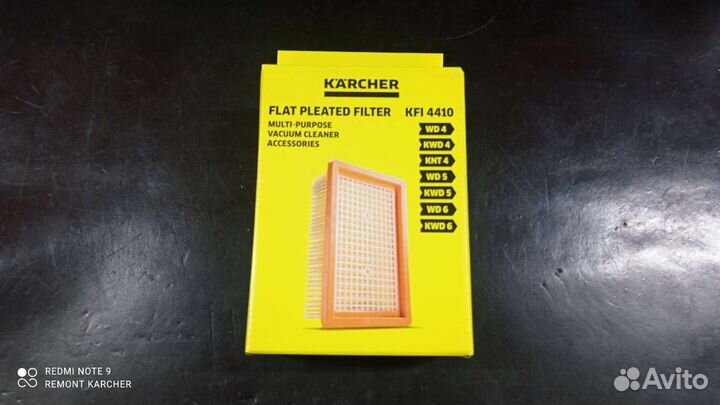 KÄRCHER
FLAT PLEATED FILTER KFI 4410
MULTI-PURPOSE
VACUUM CLEANER
ACCESSORIES
WD 4
KWD 4
KNT 4
WD 5
KWD 5
WD 6
KWD 6
REDMI NOTE 9
REMONT KARCHER
Avito